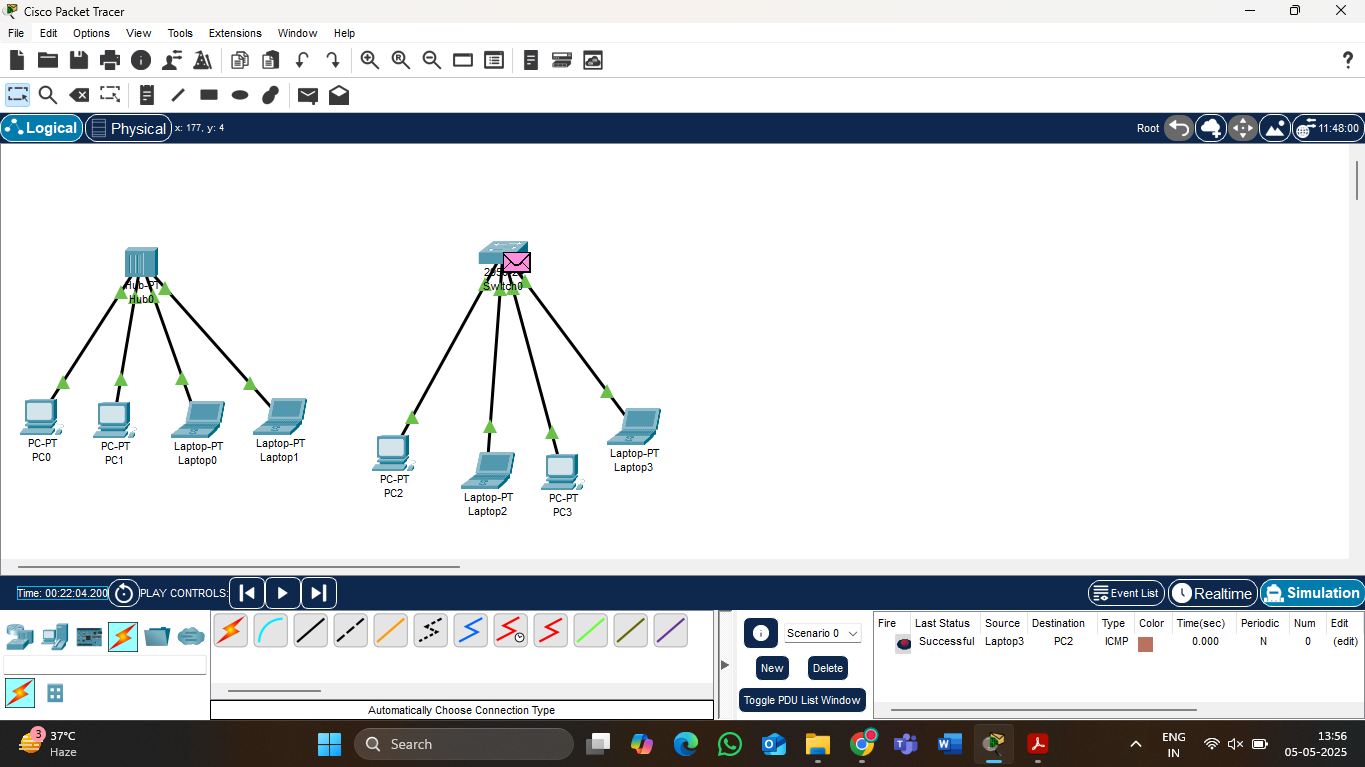 Cisco Packet Tracer
File Edit Options View Tools Extensions Window Help
Logical Physical x: 177, y: 4 Root 11:48:00
Hub-PT
Hub0
Switch0
PC-PT
PC0
PC-PT
PC1
Laptop-PT
Laptop0
Laptop-PT
Laptop1
PC-PT
PC2
Laptop-PT
Laptop2
PC-PT
PC3
Laptop-PT
Laptop3
Time: 00:22:04.200 PLAY CONTROLS: Event List Realtime Simulation
Scenario 0
New Delete
Toggle PDU List Window
Fire Last Status Source Destination Type Color Time(sec) Periodic Num Edit
Successful Laptop3 PC2 ICMP 0.000 N 0 (edit)
Automatically Choose Connection Type
3
37°C
Haze
Search
ENG
IN
13:56
05-05-2025